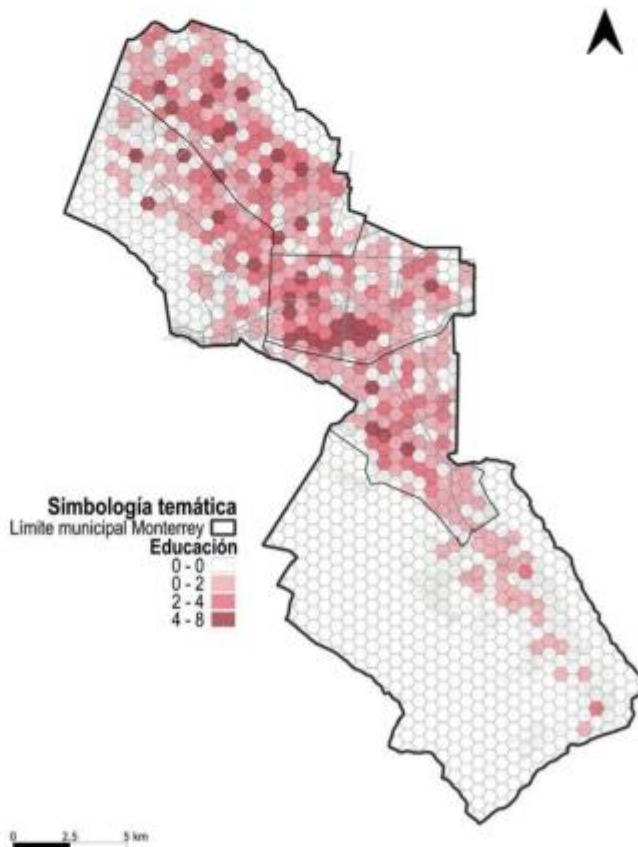 Simbología temática
Límite municipal Monterrey
Educación
0 - 0
0 - 2
2 - 4
4 - 8
0 2.5 5 km